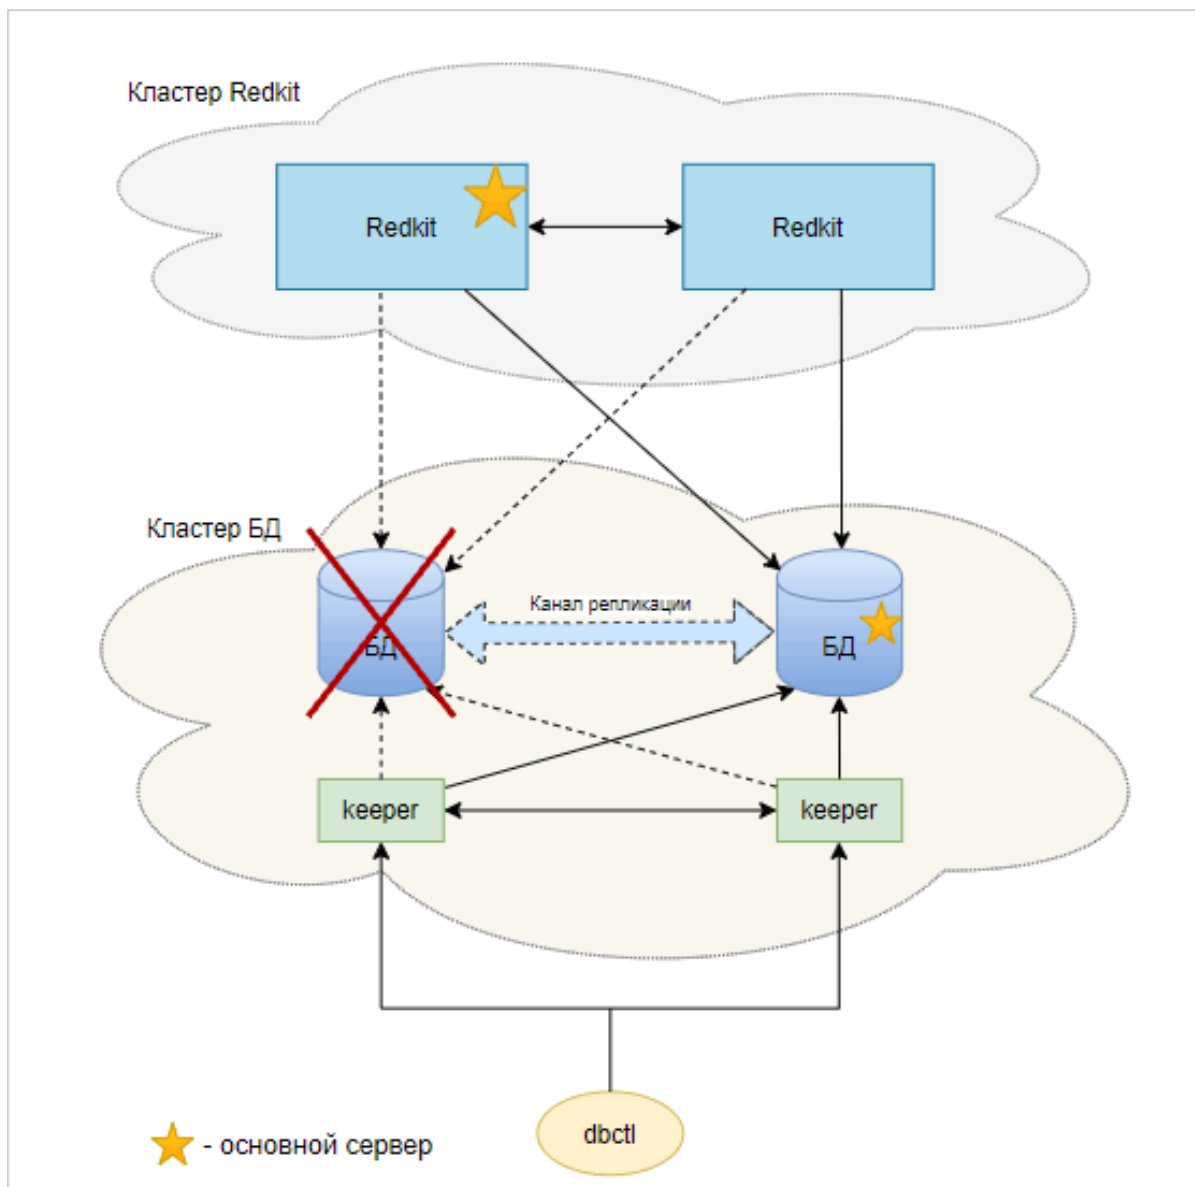 Кластер Redkit
Redkit
Redkit
Кластер БД
Канал репликации
БД
БД
keeper
keeper
dbctl
- основной сервер